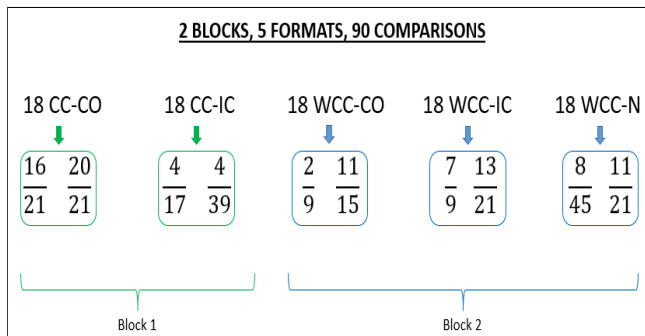 2 BLOCKS, 5 FORMATS, 90 COMPARISONS
18 CC-CO 18 CC-IC 18 WCC-CO 18 WCC-IC 18 WCC-N
16 20 4 4 2 11 7 13 8 11
21 21 17 39 9 15 9 21 45 21
Block 1 Block 2